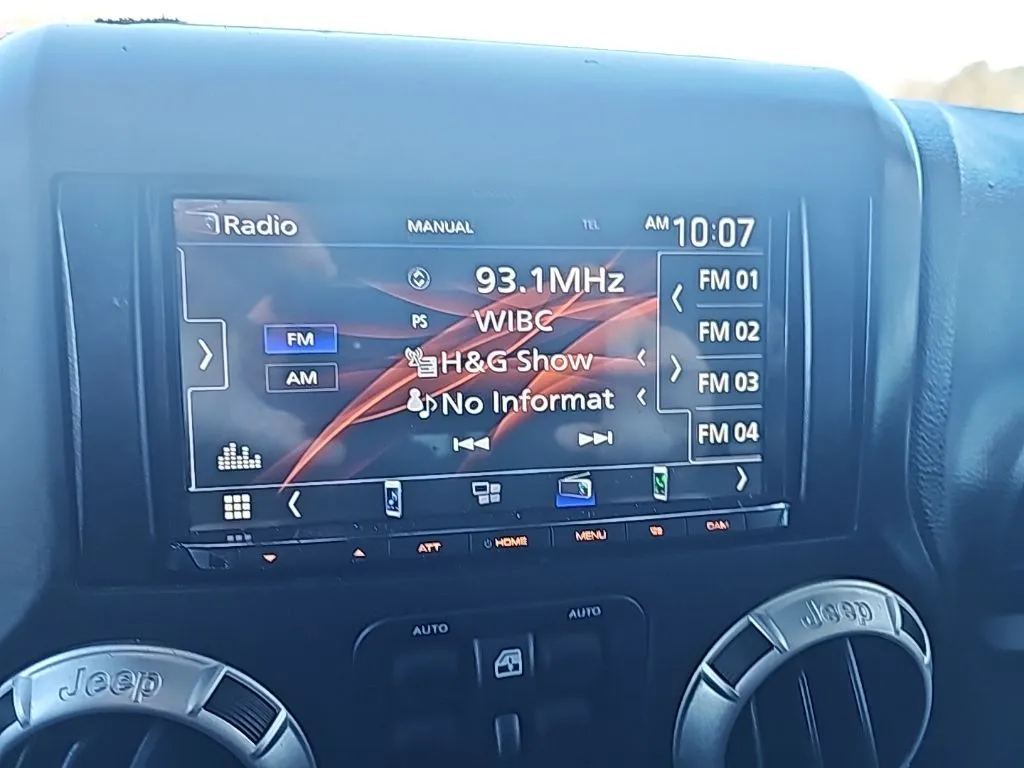 Radio MANUAL TEL AM 10:07
93.1MHz
FM 01
PS WIBC
FM 02
FM
H&G Show
AM
FM 03
No Informat
FM 04
ATT HOME MENU CAM
AUTO AUTO
Jeep Jeep